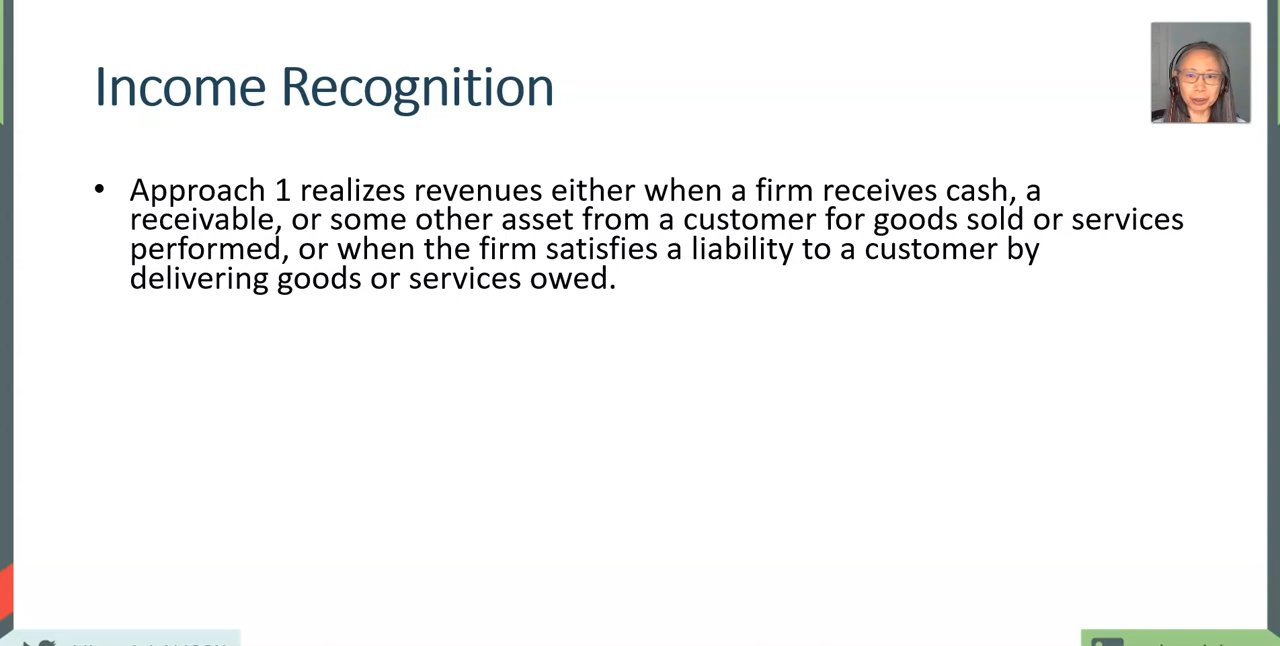 Income Recognition
• Approach 1 realizes revenues either when a firm receives cash, a
receivable, or some other asset from a customer for goods sold or services
performed, or when the firm satisfies a liability to a customer by
delivering goods or services owed.